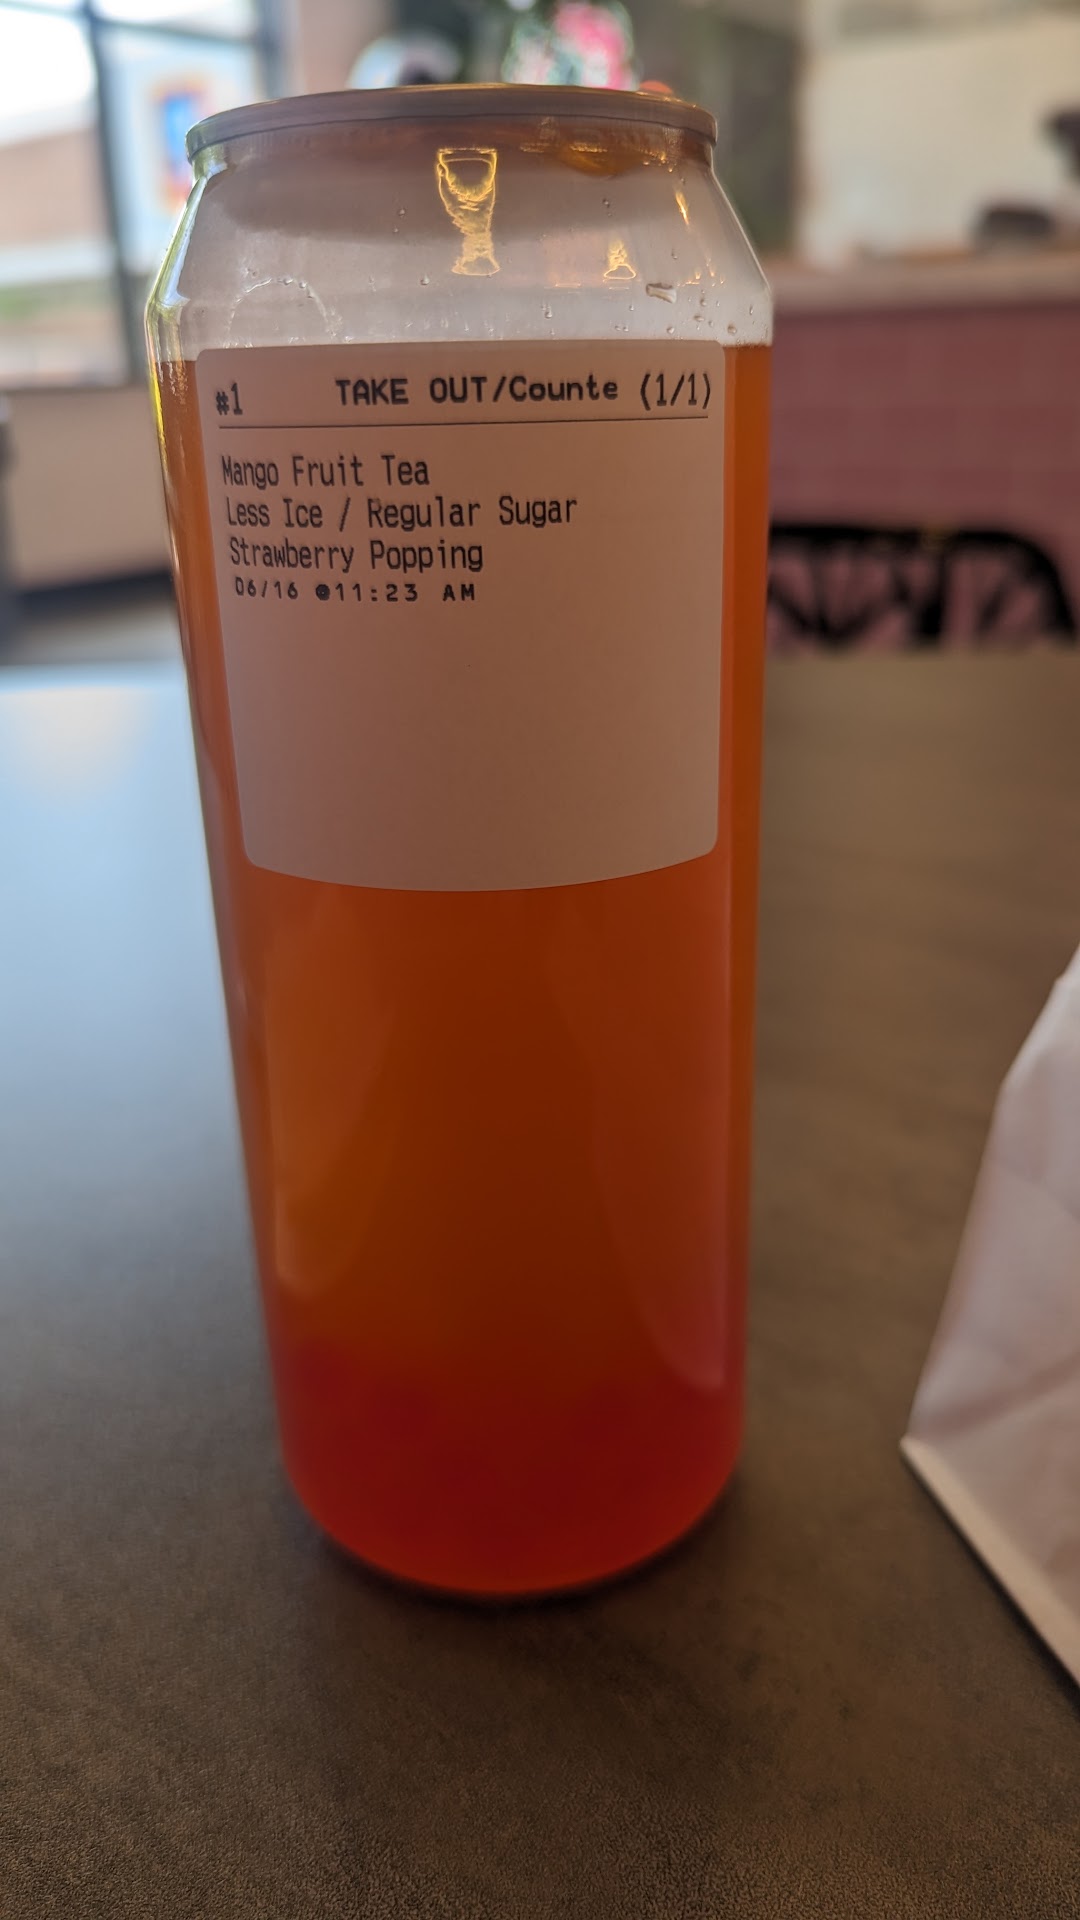 #1 TAKE OUT/Counte (1/1)
Mango Fruit Tea
Less Ice / Regular Sugar
Strawberry Popping
06/16 @11:23 AM